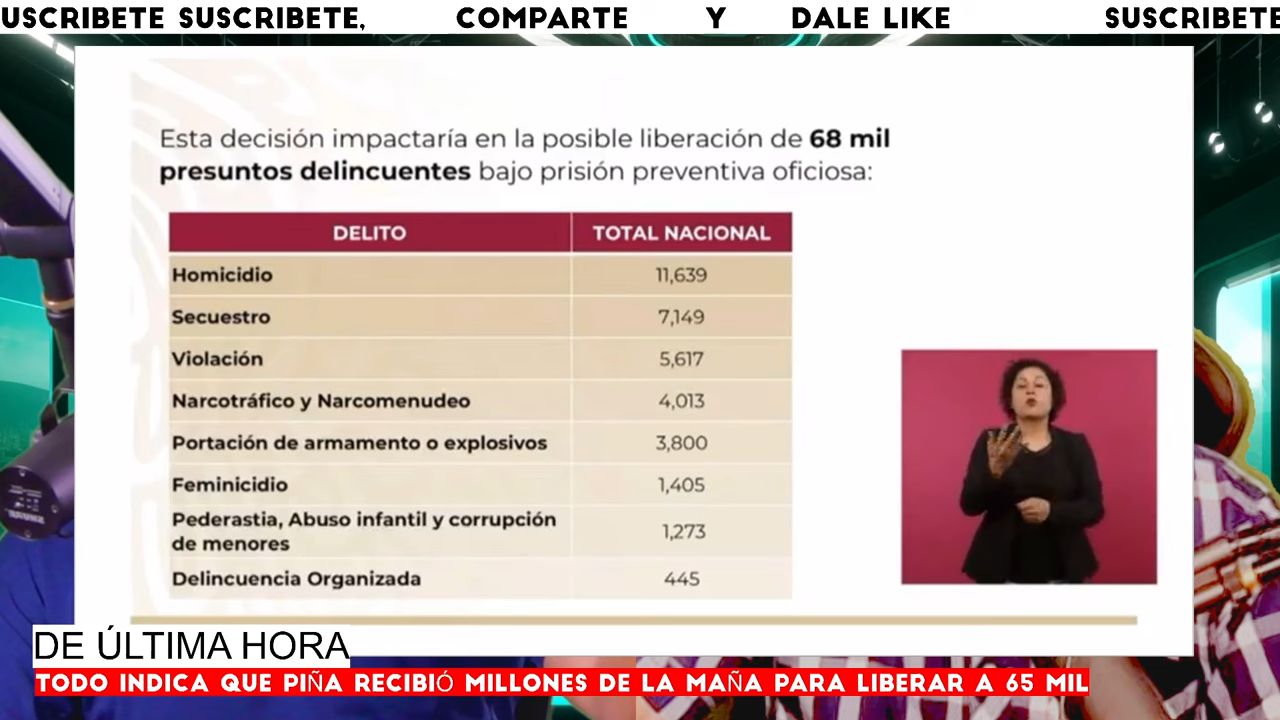 USCRIBETE SUSCRIBETE, COMPARTE Y DALE LIKE SUSCRIBETE
Esta decisión impactaría en la posible liberación de 68 mil
presuntos delincuentes bajo prisión preventiva oficiosa:
DELITO TOTAL NACIONAL
Homicidio 11,639
Secuestro 7,149
Violación 5,617
Narcotráfico y Narcomenudeo 4,013
Portación de armamento o explosivos 3,800
Feminicidio 1,405
Pederastia, Abuso infantil y corrupción
de menores 1,273
Delincuencia Organizada 445
DE ÚLTIMA HORA
TODO INDICA QUE PIÑA RECIBIÓ MILLONES DE LA MAÑA PARA LIBERAR A 65 MIL